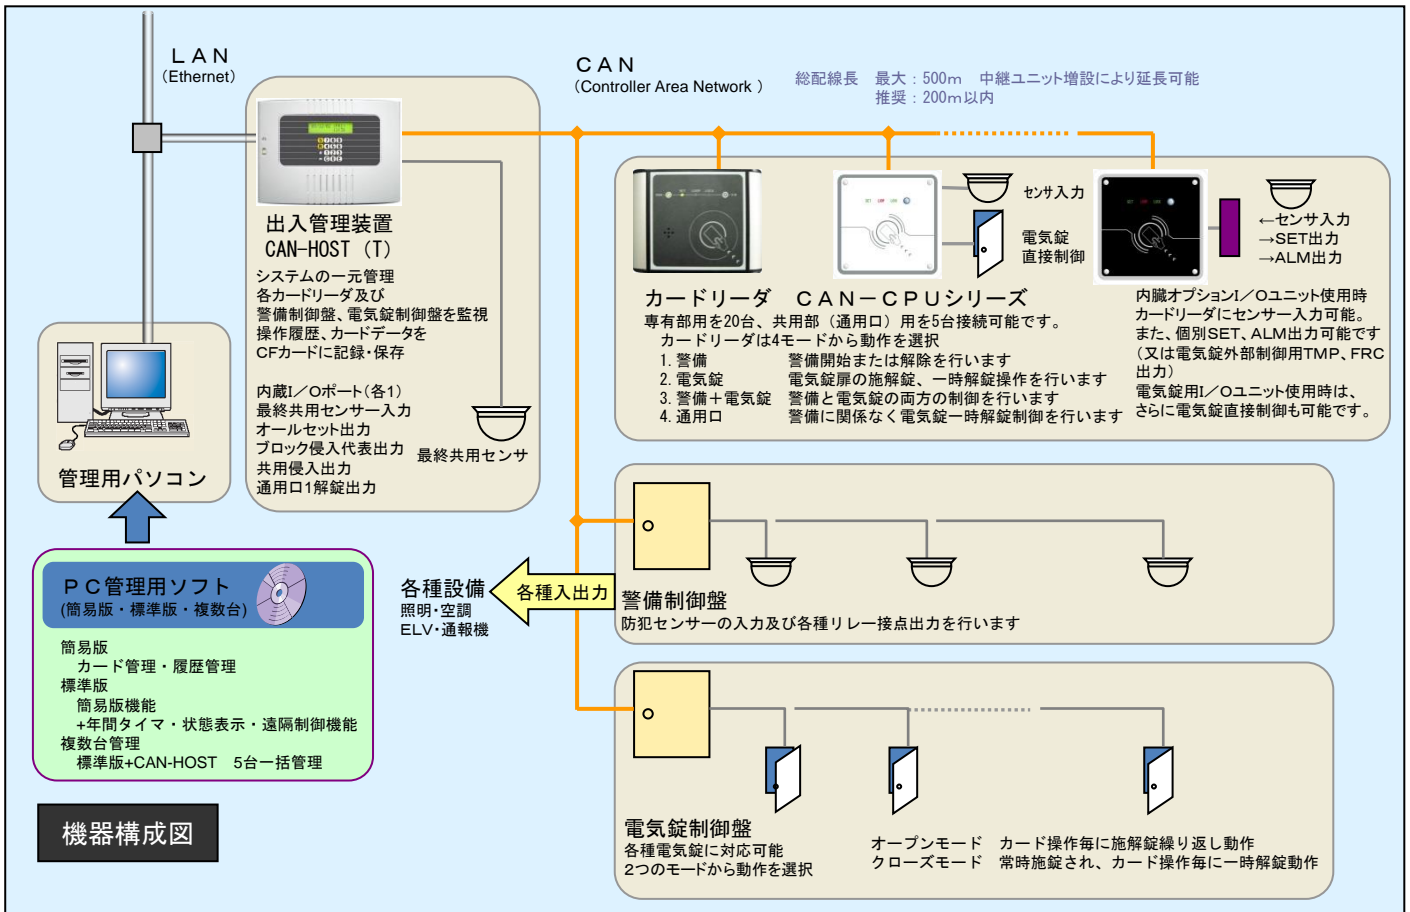 ＬＡＮ
（Ethernet）
ＣＡＮ
（Controller Area Network ）
総配線長　最大：500ｍ　中継ユニット増設により延長可能
推奨：200ｍ以内
出入管理装置
CAN-HOST（T）
システムの一元管理
各カードリーダ及び
警備制御盤、電気錠制御盤を監視
操作履歴、カードデータを
CFカードに記録・保存
内蔵I／Oポート（各1）
最終共用センサー入力
オールセット出力
ブロック侵入代表出力
共用侵入出力
通用口1解錠出力
最終共用センサ
管理用パソコン
センサ入力
電気錠
直接制御
←センサ入力
→SET出力
→ALM出力
カードリーダ　ＣＡＮ－ＣＰＵシリーズ
専有部用を20台、共用部（通用口）用を5台接続可能です。
カードリーダは4モードから動作を選択
1. 警備　警備開始または解除を行います
2. 電気錠　電気錠扉の施解錠、一時解錠操作を行います
3. 警備＋電気錠　警備と電気錠の両方の制御を行います
4. 通用口　警備に関係なく電気錠一時解錠制御を行います
内臓オプションI／Oユニット使用時
カードリーダにセンサー入力可能。
また、個別SET、ALM出力可能です
（又は電気錠外部制御用TMP、FRC
出力）
電気錠用I／Oユニット使用時は、
さらに電気錠直接制御も可能です。
ＰＣ管理用ソフト
(簡易版・標準版・複数台)
簡易版
カード管理・履歴管理
標準版
簡易版機能
+年間タイマ・状態表示・遠隔制御機能
複数台管理
標準版+CAN-HOST　5台一括管理
各種設備
照明・空調
ＥＬＶ・通報機
各種入出力
警備制御盤
防犯センサーの入力及び各種リレー接点出力を行います
電気錠制御盤
各種電気錠に対応可能
２つのモードから動作を選択
オープンモード　カード操作毎に施解錠繰り返し動作
クローズモード　常時施錠され、カード操作毎に一時解錠動作
機器構成図